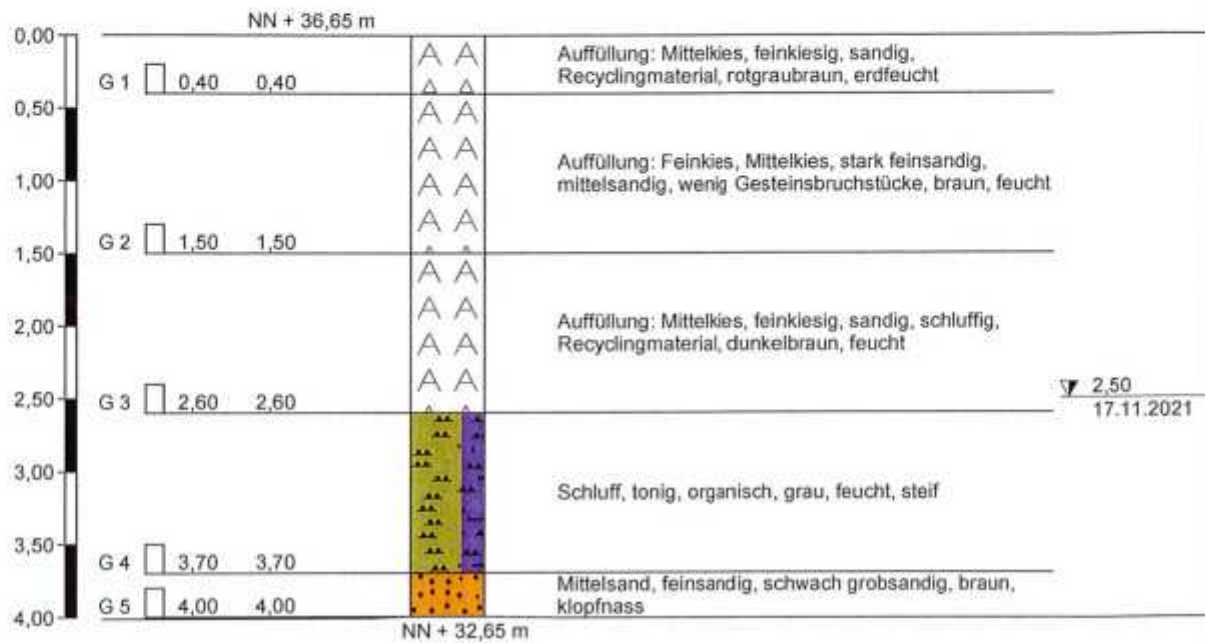 NN + 36,65 m
0,00
Auffüllung: Mittelkies, feinkiesig, sandig,
Recyclingmaterial, rotgraubraun, erdfeucht
G 1 0,40 0,40
0,50
Auffüllung: Feinkies, Mittelkies, stark feinsandig,
mittelsandig, wenig Gesteinsbruchstücke, braun, feucht
1,00
G 2 1,50 1,50
1,50
Auffüllung: Mittelkies, feinkiesig, sandig, schluffig,
Recyclingmaterial, dunkelbraun, feucht
2,00
2,50
G 3 2,60 2,60
2,50
17.11.2021
3,00
Schluff, tonig, organisch, grau, feucht, steif
3,50
G 4 3,70 3,70
Mittelsand, feinsandig, schwach grobsandig, braun,
klopfnass
G 5 4,00 4,00
4,00
NN + 32,65 m